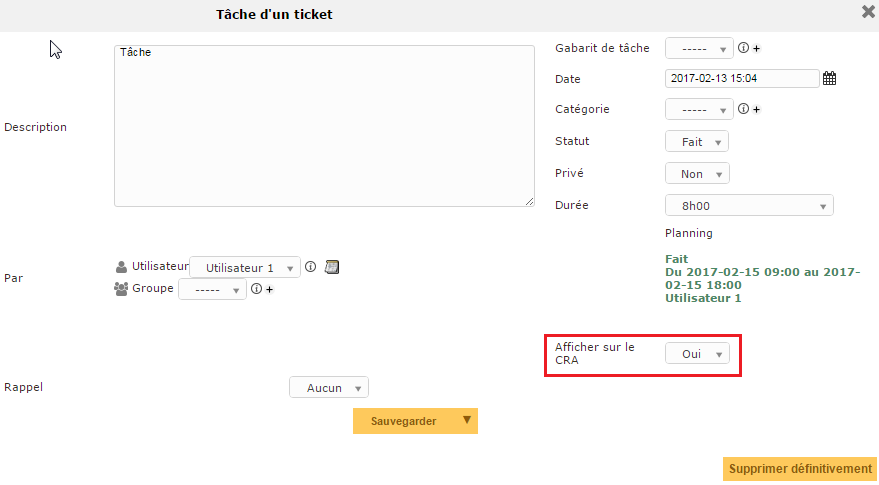 Tâche d'un ticket
Description
Tâche
Gabarit de tâche -----
Date 2017-02-13 15:04
Catégorie -----
Statut Fait
Privé Non
Durée 8h00
Planning
Fait
Du 2017-02-15 09:00 au 2017-
02-15 18:00
Utilisateur 1
Par
Utilisateur Utilisateur 1
Groupe -----
Afficher sur le
CRA
Oui
Rappel Aucun
Sauvegarder
Supprimer définitivement